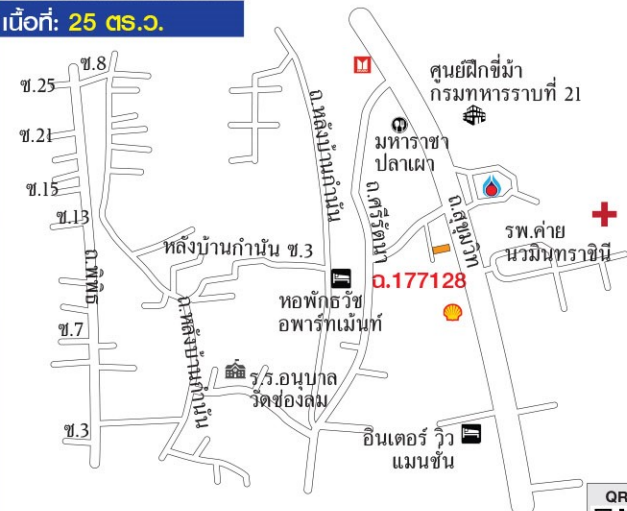 เนื้อที่: 25 ตร.ว.
ซ.8
ซ.25
ซ.21
ซ.15
ซ.13
ซ.7
ซ.3
ถ.พิพิธ
ถ.หลังบ้านกำนัน
หลังบ้านกำนัน ซ.3
ถ.หลังบ้านกำนัน
ถ.ศรีรัตนา
ถ.สุขุมวิท
ศูนย์ฝึกขี่ม้า
กรมทหารราบที่ 21
มหาราชา
ปลาเผา
รพ.ค่าย
นวมินทราชินี
ฉ.177128
หอพักธวัช
อพาร์ทเม้นท์
ร.ร.อนุบาล
วัดช่องลม
อินเตอร์ วิว
แมนชั่น
QR